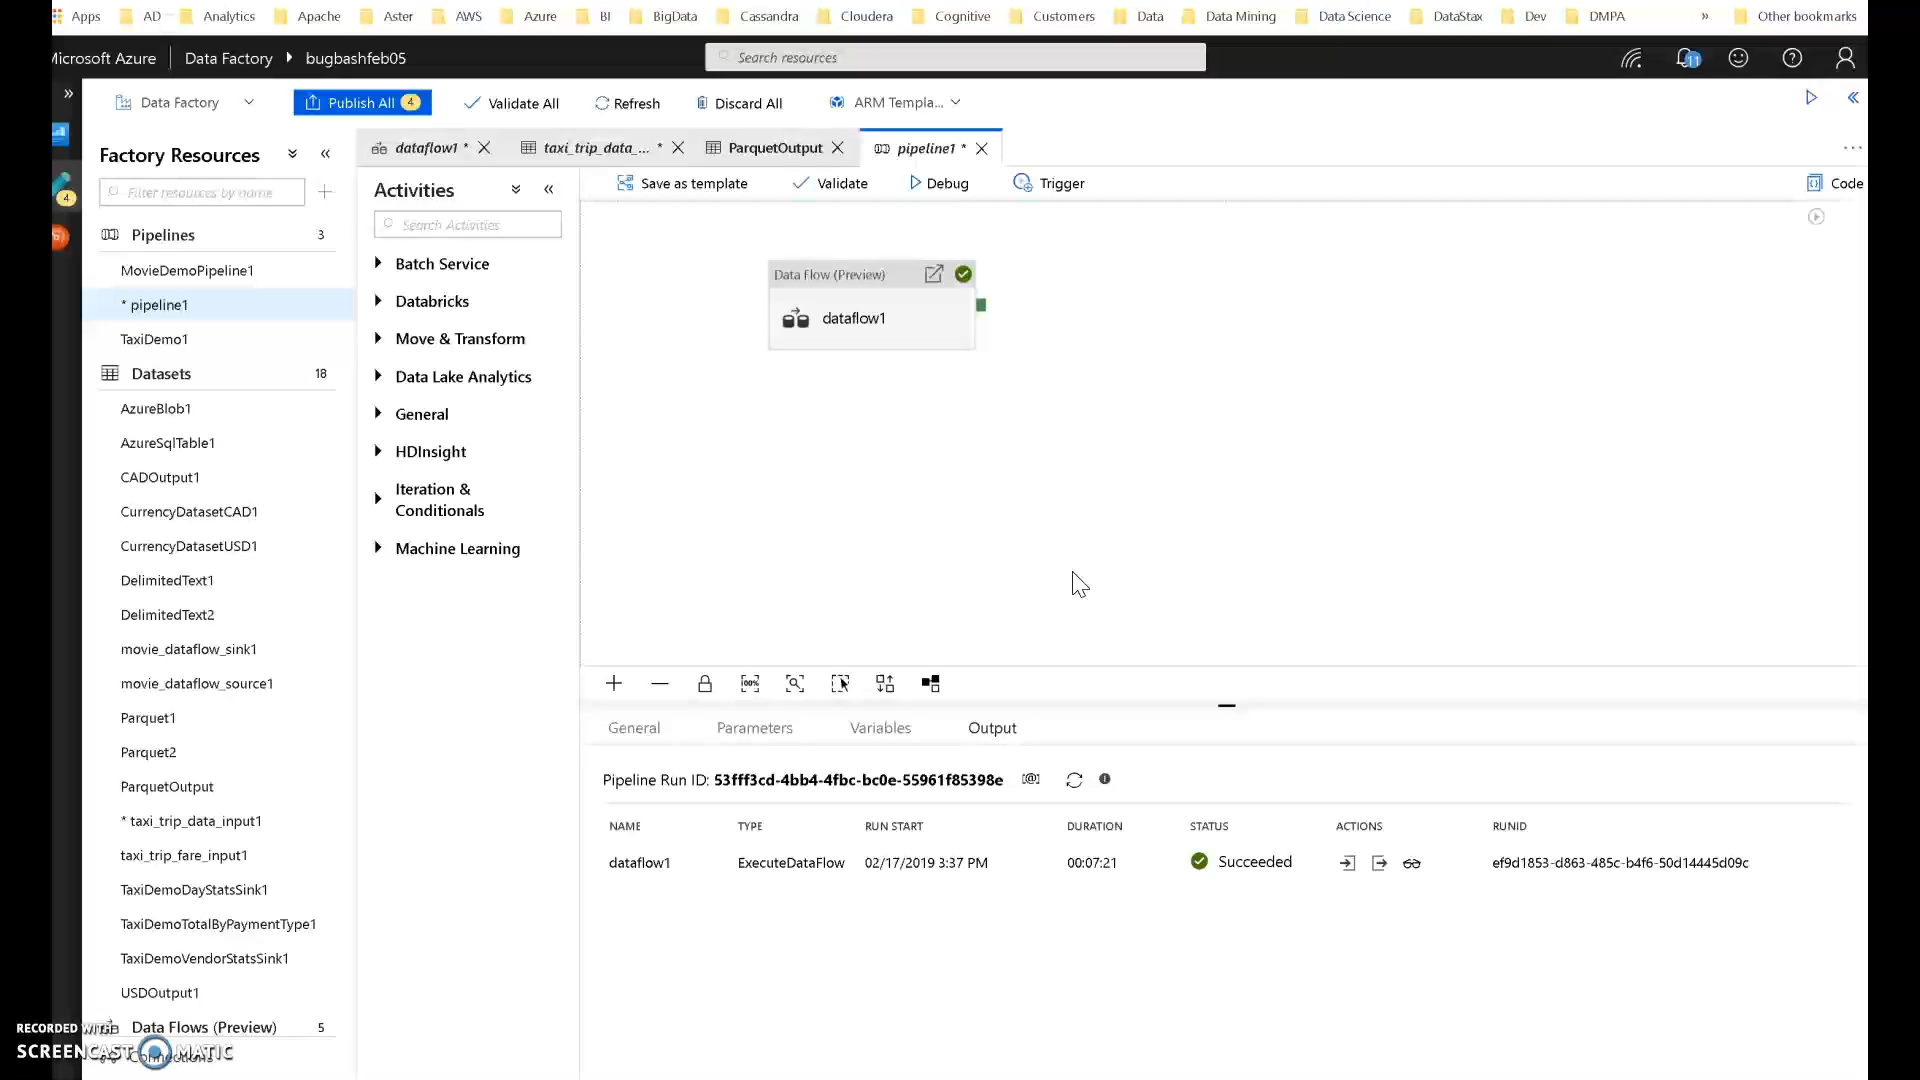 Apps AD Analytics Apache Aster AWS Azure BI BigData Cassandra Cloudera Cognitive Customers Data Data Mining Data Science DataStax Dev DMPA » Other bookmarks
Microsoft Azure Data Factory bugbashfeb05 Search resources 11
Data Factory Publish All 4 Validate All Refresh Discard All ARM Templa...
Factory Resources
Filter resources by name
4
Pipelines 3
MovieDemoPipeline1
* pipeline1
TaxiDemo1
Datasets 18
AzureBlob1
AzureSqlTable1
CADOutput1
CurrencyDatasetCAD1
CurrencyDatasetUSD1
DelimitedText1
DelimitedText2
movie_dataflow_sink1
movie_dataflow_source1
Parquet1
Parquet2
ParquetOutput
* taxi_trip_data_input1
taxi_trip_fare_input1
TaxiDemoDayStatsSink1
TaxiDemoTotalByPaymentType1
TaxiDemoVendorStatsSink1
USDOutput1
Data Flows (Preview) 5
Connections
dataflow1 * taxi_trip_data_... * ParquetOutput pipeline1 *
Activities
Search Activities
Batch Service
Databricks
Move & Transform
Data Lake Analytics
General
HDInsight
Iteration &
Conditionals
Machine Learning
Save as template Validate Debug Trigger Code
Data Flow (Preview)
dataflow1
100%
General Parameters Variables Output
Pipeline Run ID: 53fff3cd-4bb4-4fbc-bc0e-55961f85398e
NAME TYPE RUN START DURATION STATUS ACTIONS RUNID
dataflow1 ExecuteDataFlow 02/17/2019 3:37 PM 00:07:21 Succeeded ef9d1853-d863-485c-b4f6-50d14445d09c
RECORDED WITH
SCREENCAST MATIC